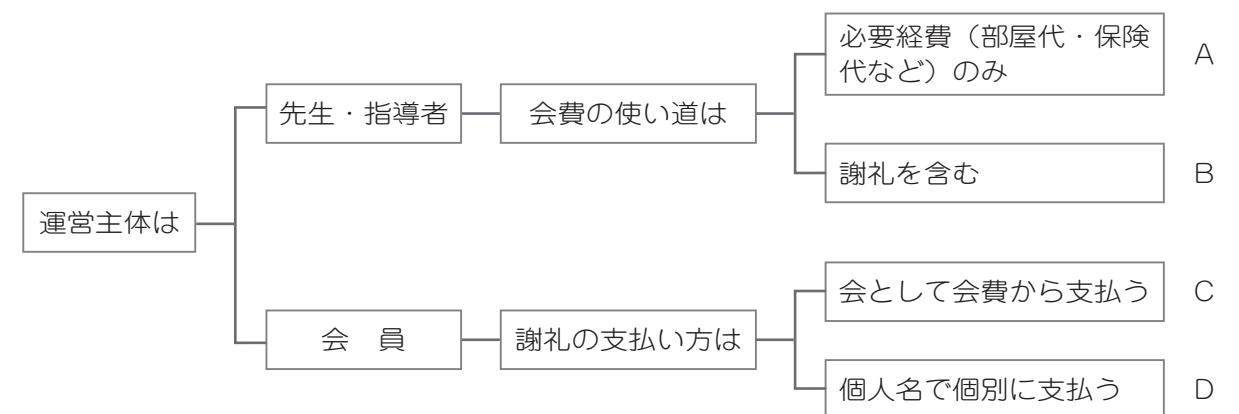 運営主体は
先生・指導者
会費の使い道は
必要経費（部屋代・保険
代など）のみ
A
謝礼を含む
B
会　員
謝礼の支払い方は
会として会費から支払う
C
個人名で個別に支払う
D